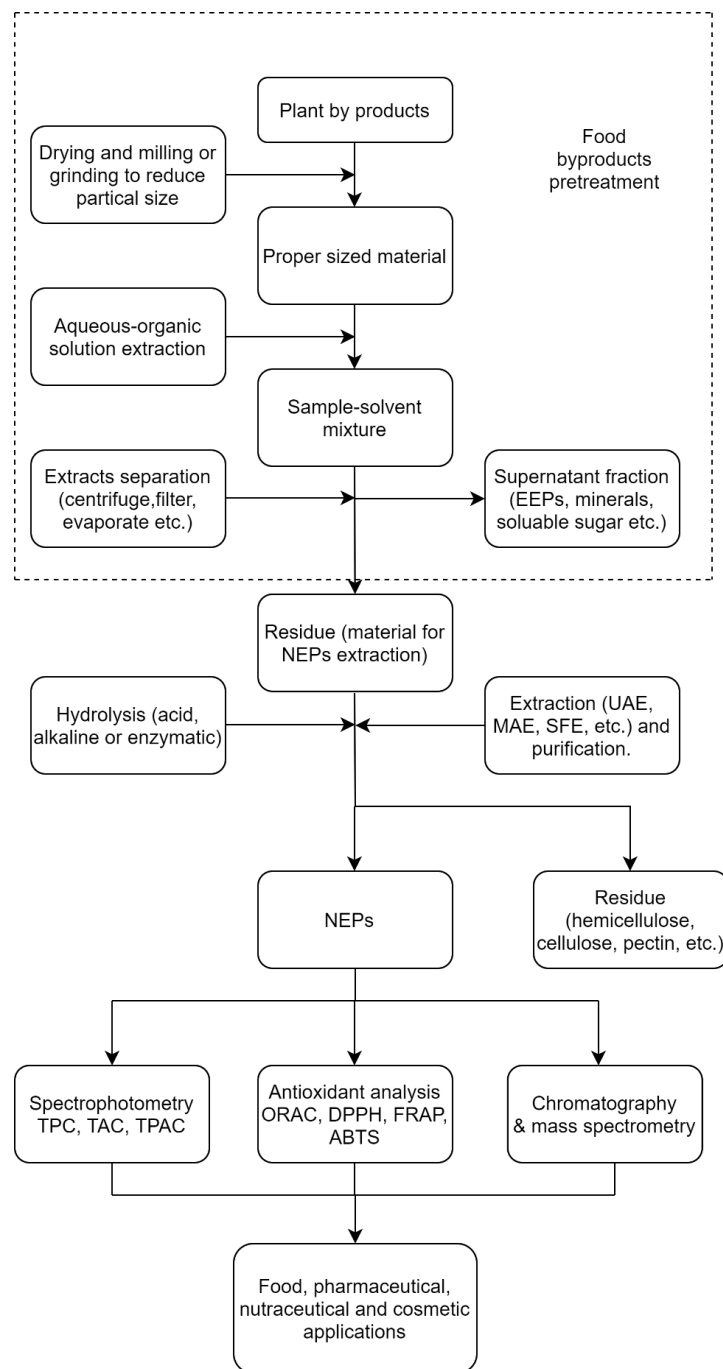 Plant by products
Food
byproducts
pretreatment
Drying and milling or
grinding to reduce
partical size
Proper sized material
Aqueous-organic
solution extraction
Sample-solvent
mixture
Extracts separation
(centrifuge,filter,
evaporate etc.)
Supernatant fraction
(EEPs, minerals,
soluable sugar etc.)
Residue (material for
NEPs extraction)
Hydrolysis (acid,
alkaline or enzymatic)
Extraction (UAE,
MAE, SFE, etc.) and
purification.
NEPs
Residue
(hemicellulose,
cellulose, pectin, etc.)
Spectrophotometry
TPC, TAC, TPAC
Antioxidant analysis
ORAC, DPPH, FRAP,
ABTS
Chromatography
& mass spectrometry
Food, pharmaceutical,
nutraceutical and cosmetic
applications